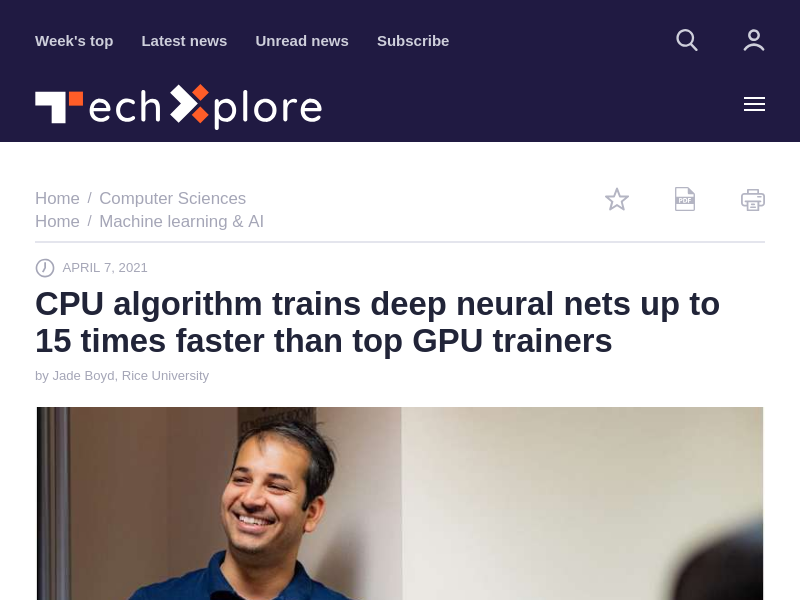 Week's top Latest news Unread news Subscribe
Tech Xplore
Home / Computer Sciences
Home / Machine learning & AI
PDF
APRIL 7, 2021
CPU algorithm trains deep neural nets up to
15 times faster than top GPU trainers
by Jade Boyd, Rice University